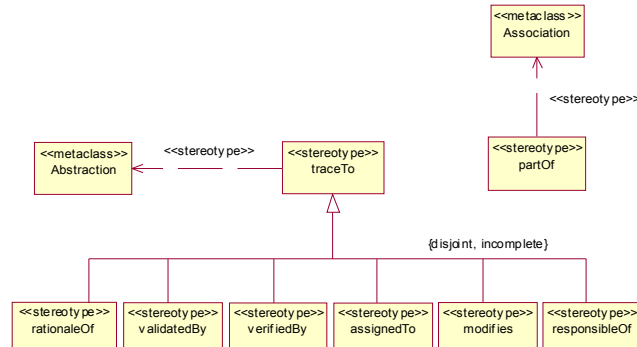 <<metaclass>>
Association
<<stereotype>>
<<metaclass>>
Abstraction
<<stereotype>>
<<stereotype>>
traceTo
<<stereotype>>
partOf
{disjoint, incomplete}
<<stereotype>>
rationaleOf
<<stereotype>>
validatedBy
<<stereotype>>
verifiedBy
<<stereotype>>
assignedTo
<<stereotype>>
modifies
<<stereotype>>
responsibleOf